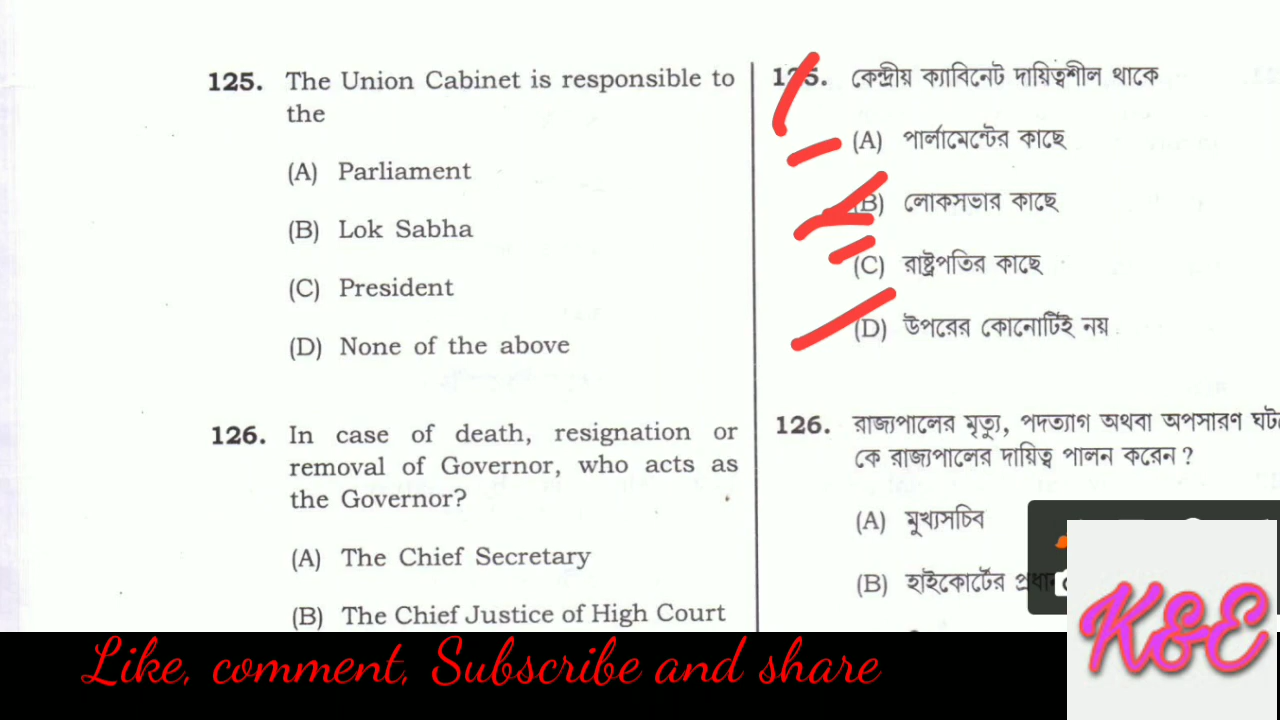 125. The Union Cabinet is responsible to
the
(A) Parliament
(B) Lok Sabha
(C) President
(D) None of the above
126. In case of death, resignation or
removal of Governor, who acts as
the Governor?
(A) The Chief Secretary
(B) The Chief Justice of High Court
125. কেন্দ্রীয় ক্যাবিনেট দায়িত্বশীল থাকে
(A) পার্লামেন্টের কাছে
(B) লোকসভার কাছে
(C) রাষ্ট্রপতির কাছে
(D) উপরের কোনোটিই নয়
126. রাজ্যপালের মৃত্যু, পদত্যাগ অথবা অপসারণ
কে রাজ্যপালের দায়িত্ব পালন করেন ?
(A) মুখ্যসচিব
(B) হাইকোর্টের
K&E
Like, comment, Subscribe and share